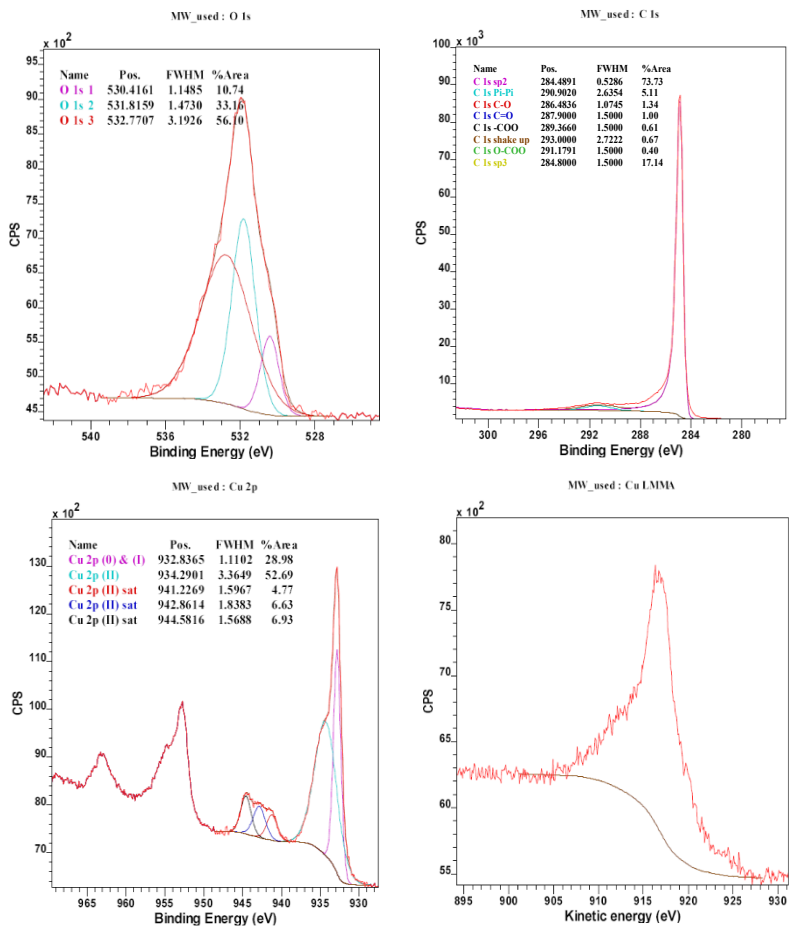 MW_used : O 1s
x 10²
Name Pos. FWHM %Area
O 1s 1 530.4161 1.1485 10.74
O 1s 2 531.8159 1.4730 33.16
O 1s 3 532.7707 3.1926 56.10
95
90
85
80
75
70
65
60
55
50
45
CPS
540 536 532 528
Binding Energy (eV)
MW_used : C 1s
x 10³
Name Pos. FWHM %Area
C 1s sp2 284.4891 0.5286 73.73
C 1s Pi-Pi 290.9020 2.6354 5.11
C 1s C-O 286.4836 1.0745 1.34
C 1s C=O 287.9000 1.5000 1.00
C 1s -COO 289.3660 1.5000 0.61
C 1s shake up 293.0000 2.7222 0.67
C 1s O-COO 291.1791 1.5000 0.40
C 1s sp3 284.8000 1.5000 17.14
100
90
80
70
60
50
40
30
20
10
CPS
300 296 292 288 284 280
Binding Energy (eV)
MW_used : Cu 2p
x 10²
Name Pos. FWHM %Area
Cu 2p (0) & (I) 932.8365 1.1102 28.98
Cu 2p (II) 934.2901 3.3649 52.69
Cu 2p (II) sat 941.2269 1.5967 4.77
Cu 2p (II) sat 942.8614 1.8383 6.63
Cu 2p (II) sat 944.5816 1.5688 6.93
130
120
110
100
90
80
70
CPS
965 960 955 950 945 940 935 930
Binding Energy (eV)
MW_used : Cu LMMA
x 10²
80
75
70
65
60
55
CPS
895 900 905 910 915 920 925 930
Kinetic energy (eV)